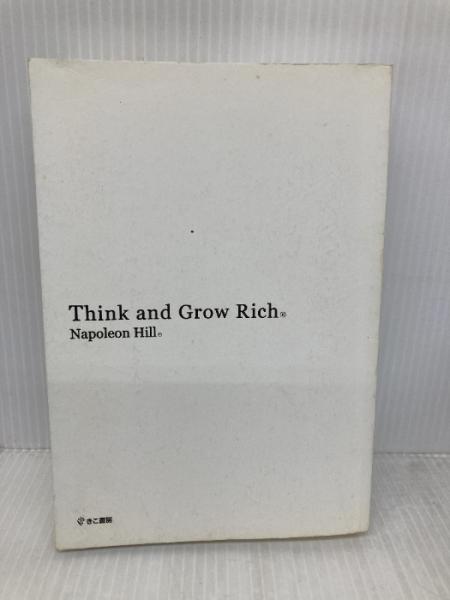 Think and Grow Rich®
Napoleon Hill®
きこ書房